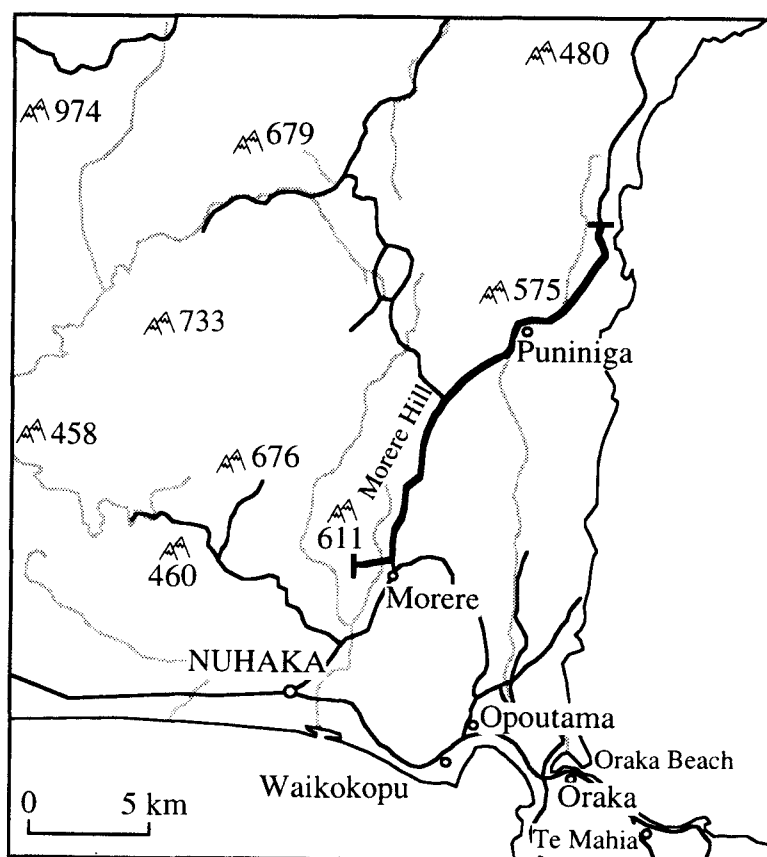 480
974
679
575
733
Puniniga
Morere Hill
458
676
611
460
Morere
NUHAKA
Opoutama
Oraka Beach
Waikokopu
Oraka
0 5 km
Te Mahia